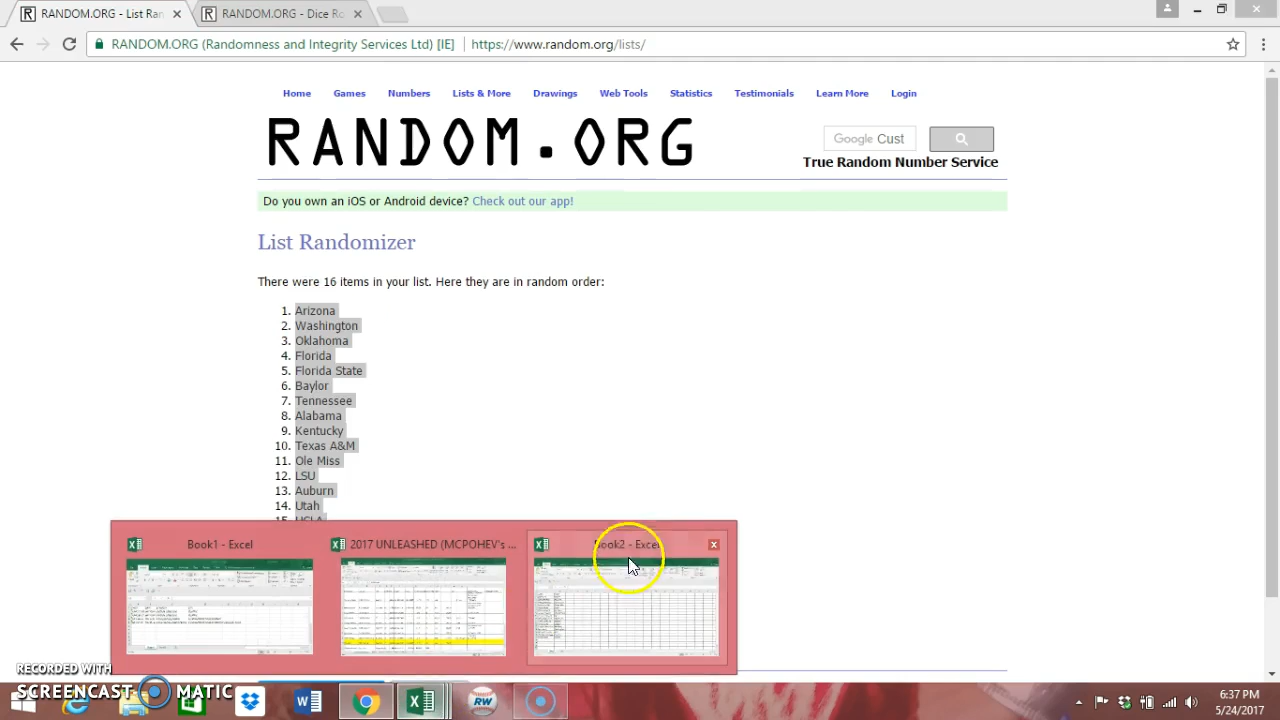 RANDOM.ORG - List Ran
RANDOM.ORG - Dice Ro
RANDOM.ORG (Randomness and Integrity Services Ltd) [IE]
https://www.random.org/lists/
Home Games Numbers Lists & More Drawings Web Tools Statistics Testimonials Learn More Login
RANDOM.ORG
Google Cust
True Random Number Service
Do you own an iOS or Android device? Check out our app!
List Randomizer
There were 16 items in your list. Here they are in random order:
1. Arizona
2. Washington
3. Oklahoma
4. Florida
5. Florida State
6. Baylor
7. Tennessee
8. Alabama
9. Kentucky
10. Texas A&M
11. Ole Miss
12. LSU
13. Auburn
14. Utah
15. UCLA
Book1 - Excel
2017 UNLEASHED (MCPOHEV's ...
Book2 - Excel
RECORDED WITH
SCREENCAST MATIC
RW
6:37 PM
5/24/2017